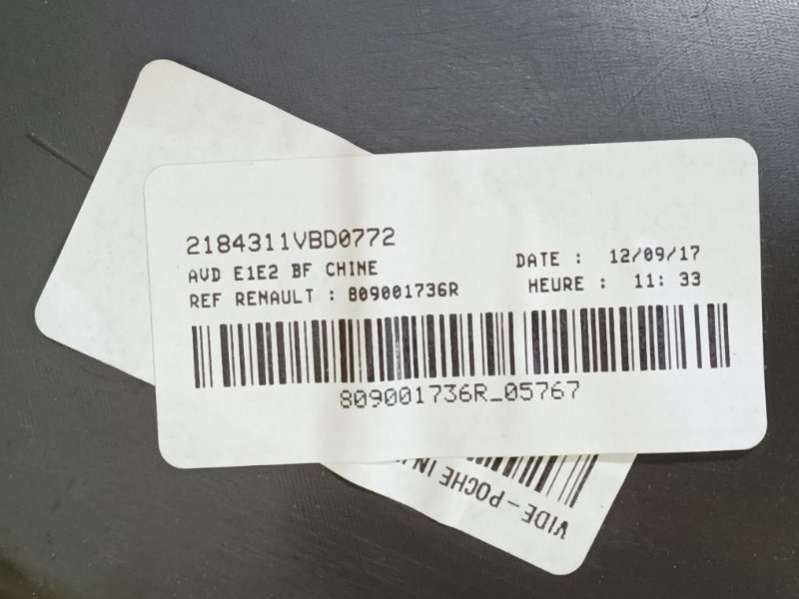 2184311VBD0772
AVD E1E2 BF CHINE
REF RENAULT : 809001736R
DATE : 12/09/17
HEURE : 11: 33
809001736R_05767
VIDE-POCHE